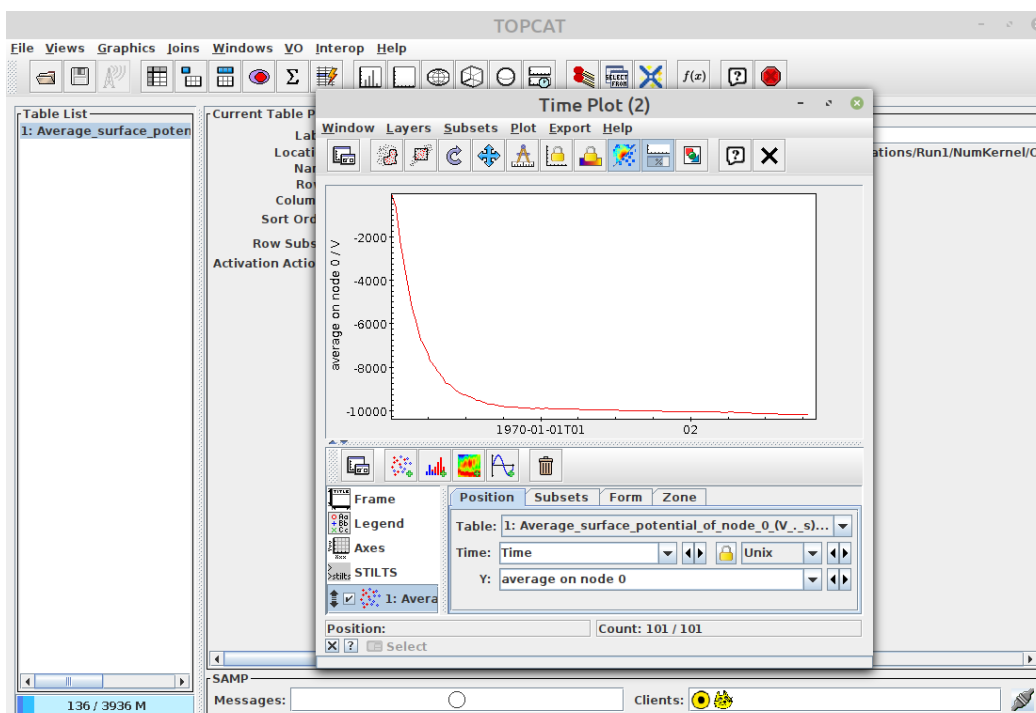 TOPCAT
File Views Graphics Joins Windows VO Interop Help
Σ SELECT FROM f(x) ?
Table List
1: Average_surface_poten
136 / 3936 M
Current Table P
Lab
Locati
ations/Run1/NumKernel/O
Nam
Ro
Colum
Sort Ord
Row Subs
Activation Actio
Time Plot (2)
Window Layers Subsets Plot Export Help
?
average on node 0 / V
-2000
-4000
-6000
-8000
-10000
1970-01-01T01 02
Frame
Legend
Axes
STILTS
1: Avera
Position Subsets Form Zone
Table: 1: Average_surface_potential_of_node_0_(V_._s)...
Time: Time Unix
Y: average on node 0
Position: Count: 101 / 101
? Select
SAMP
Messages: Clients: